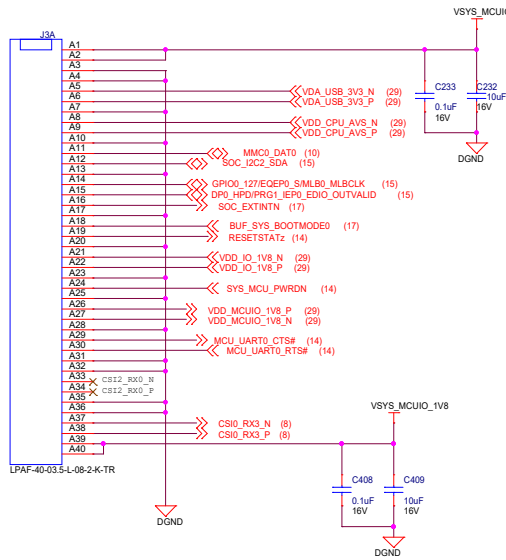 VSYS_MCUIO
J3A
A1
A2
A3
A4
A5 VDA_USB_3V3_N (29)
A6 VDA_USB_3V3_P (29)
A7
A8 VDD_CPU_AVS_N (29)
A9 VDD_CPU_AVS_P (29)
A10
A11 MMC0_DAT0 (10)
A12 SOC_I2C2_SDA (15)
A13
A14 GPIO0_127/EQEP0_S/MLB0_MLBCLK (15)
A15 DP0_HPD/PRG1_IEP0_EDIO_OUTVALID (15)
A16 SOC_EXTINTN (17)
A17
A18 BUF_SYS_BOOTMODE0 (17)
A19 RESETSTATz (14)
A20
A21 VDD_IO_1V8_N (29)
A22 VDD_IO_1V8_P (29)
A23
A24 SYS_MCU_PWRDN (14)
A25
A26 VDD_MCUIO_1V8_P (29)
A27 VDD_MCUIO_1V8_N (29)
A28
A29 MCU_UART0_CTS# (14)
A30 MCU_UART0_RTS# (14)
A31
A32
A33 CSI2_RX0_N
A34 CSI2_RX0_P
A35
A36
A37 CSI0_RX3_N (8)
A38 CSI0_RX3_P (8)
A39
A40
LPAF-40-03.5-L-08-2-K-TR
DGND
C233
0.1uF
16V
C232
10uF
16V
DGND
VSYS_MCUIO_1V8
C408
0.1uF
16V
C409
10uF
16V
DGND